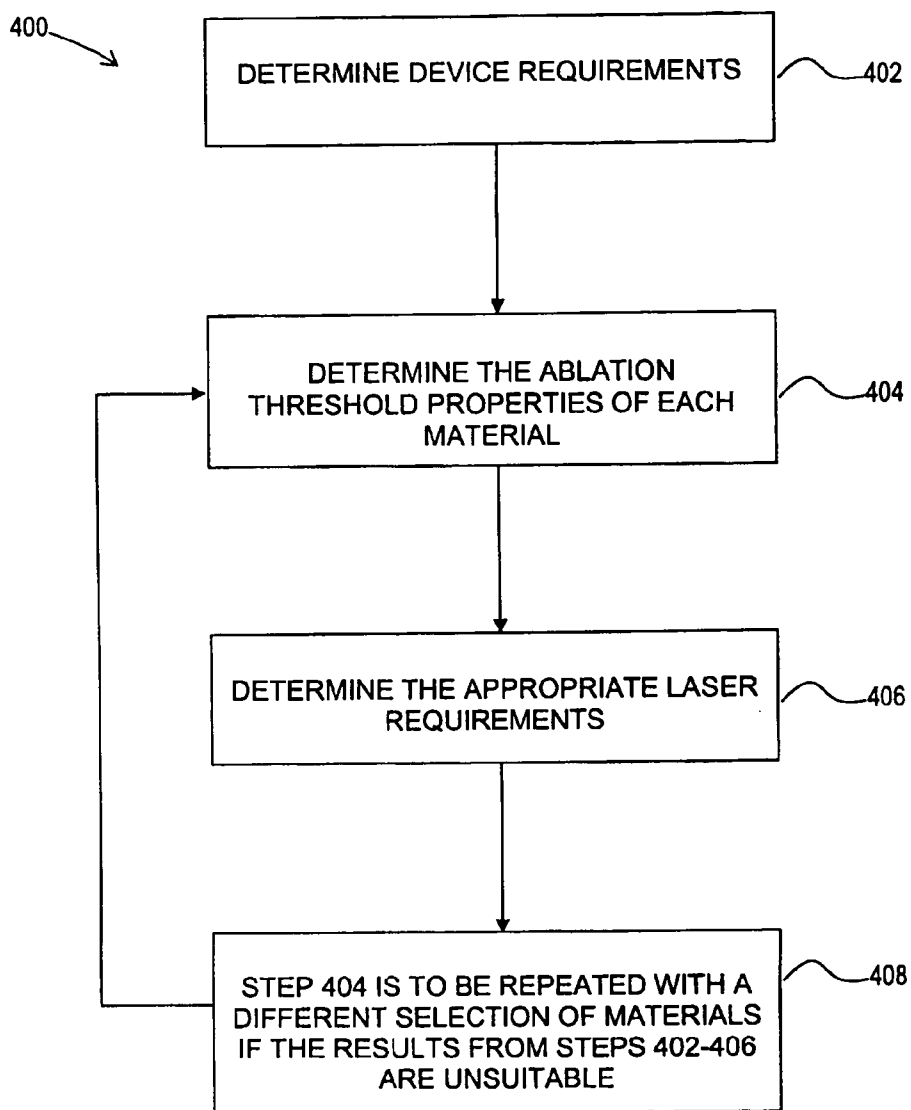 400
DETERMINE DEVICE REQUIREMENTS
402
DETERMINE THE ABLATION
THRESHOLD PROPERTIES OF EACH
MATERIAL
404
DETERMINE THE APPROPRIATE LASER
REQUIREMENTS
406
STEP 404 IS TO BE REPEATED WITH A
DIFFERENT SELECTION OF MATERIALS
IF THE RESULTS FROM STEPS 402-406
ARE UNSUITABLE
408